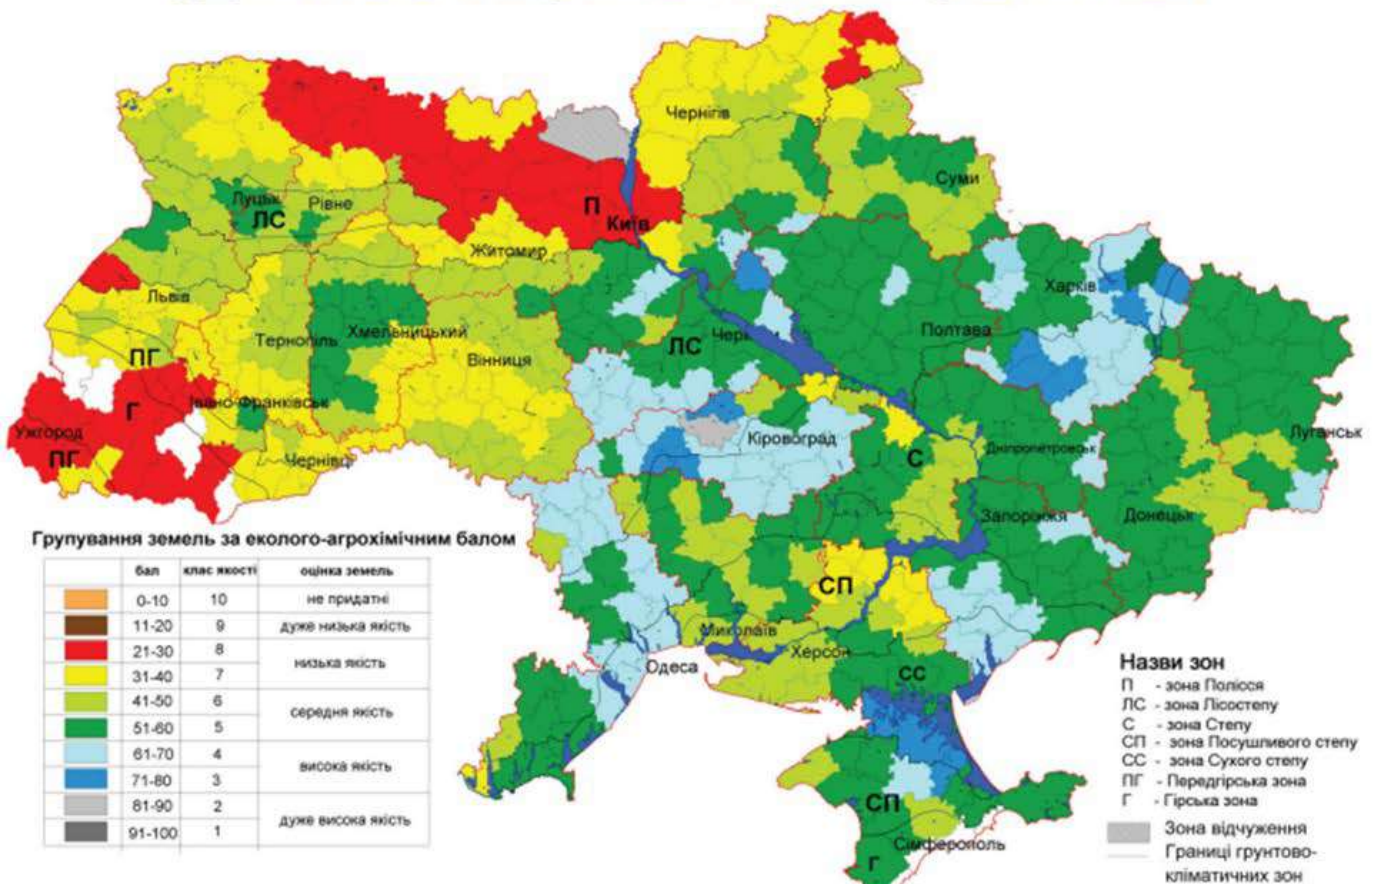 Чернігів
Суми
Луцьк
Рівне
ЛС
П
Київ
Житомир
Львів
Харків
Тернопіль
Хмельницький
Вінниця
ЛС
Черк
Полтава
ПГ
Г
Івано-Франківськ
Ужгород
ПГ
Чернівці
Кіровоград
С
Дніпропетровськ
Луганськ
Запоріжжя
Донецьк
СП
Миколаїв
Херсон
Одеса
СС
СП
Сімферополь
Г
Групування земель за еколого-агрохімічним балом
бал клас якості оцінка земель
0-10 10 не придатні
11-20 9 дуже низька якість
21-30 8 низька якість
31-40 7
41-50 6 середня якість
51-60 5
61-70 4 висока якість
71-80 3
81-90 2 дуже висока якість
91-100 1
Назви зон
П - зона Полісся
ЛС - зона Лісостепу
С - зона Степу
СП - зона Посушливого степу
СС - зона Сухого степу
ПГ - Передгірська зона
Г - Гірська зона
Зона відчуження
Границі грунтово-
кліматичних зон